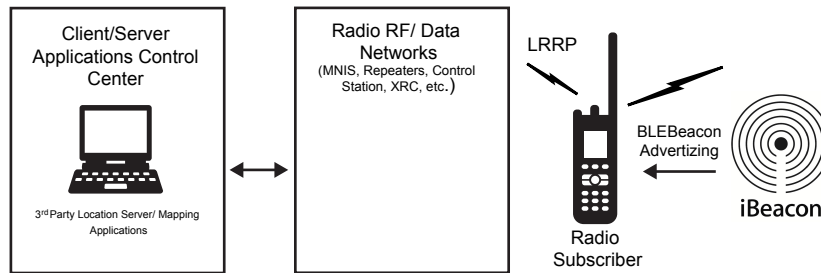 Client/Server
Applications Control
Center
3rd Party Location Server/ Mapping
Applications
Radio RF/ Data
Networks
(MNIS, Repeaters, Control
Station, XRC, etc.)
LRRP
Radio
Subscriber
BLEBeacon
Advertizing
iBeacon